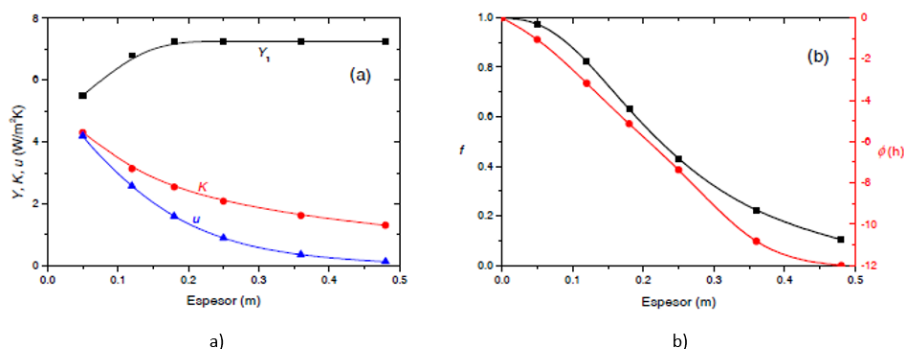 8
6
4
2
0
Y, K, u (W/m²K)
Y₁
(a)
K
u
0.0 0.1 0.2 0.3 0.4 0.5
Espesor (m)
a)
1.0
0.8
0.6
0.4
0.2
0.0
f
(b)
0
-2
-4
-6
-8
-10
-12
ϕ (h)
0.0 0.1 0.2 0.3 0.4 0.5
Espesor (m)
b)